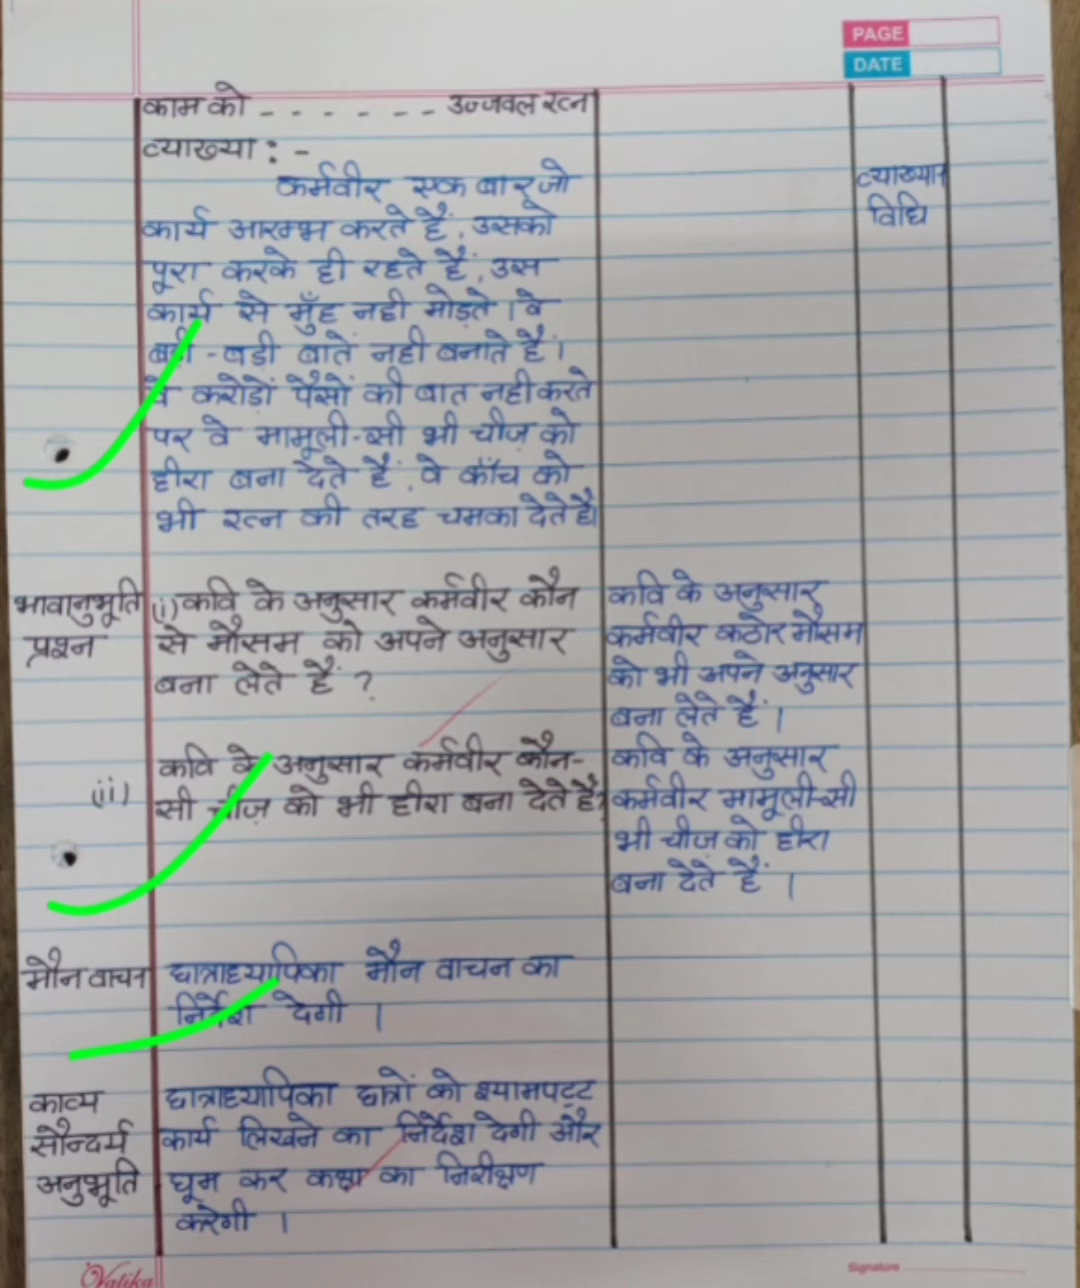 PAGE
DATE
काम को - - - - - - उज्जवल रत्न
व्याख्या : -
कर्मवीर एक बार जो
कार्य आरम्भ करते हैं, उसको
पूरा करके ही रहते हैं, उस
कार्य से मुँह नही मोड़ते । वे
बड़ी - बड़ी बातें नही बनाते हैं ।
वे करोड़ों पैसों की बात नही करते
पर वे मामूली-सी भी चीज़ को
हीरा बना देते हैं, वे काँच को
भी रत्न की तरह चमका देते हैं।
व्याख्यान
विधि
भावानुभूति
प्रश्न
(i) कवि के अनुसार कर्मवीर कौन
से मौसम को अपने अनुसार
बना लेते हैं ?
कवि के अनुसार
कर्मवीर कठोर मौसम
को भी अपने अनुसार
बना लेते हैं ।
(ii)
कवि के अनुसार कर्मवीर कौन-
सी चीज़ को भी हीरा बना देते हैं?
कवि के अनुसार
कर्मवीर मामूली-सी
भी चीज को हीरा
बना देते हैं ।
मौन वाचन
छात्राध्यापिका मौन वाचन का
निर्देश देगी ।
काव्य
सौन्दर्य
अनुभूति
छात्राध्यापिका छात्रों को श्यामपट्ट
कार्य लिखने का निर्देश देगी और
घूम कर कक्षा का निरीक्षण
करेगी ।
Vatika
Signature